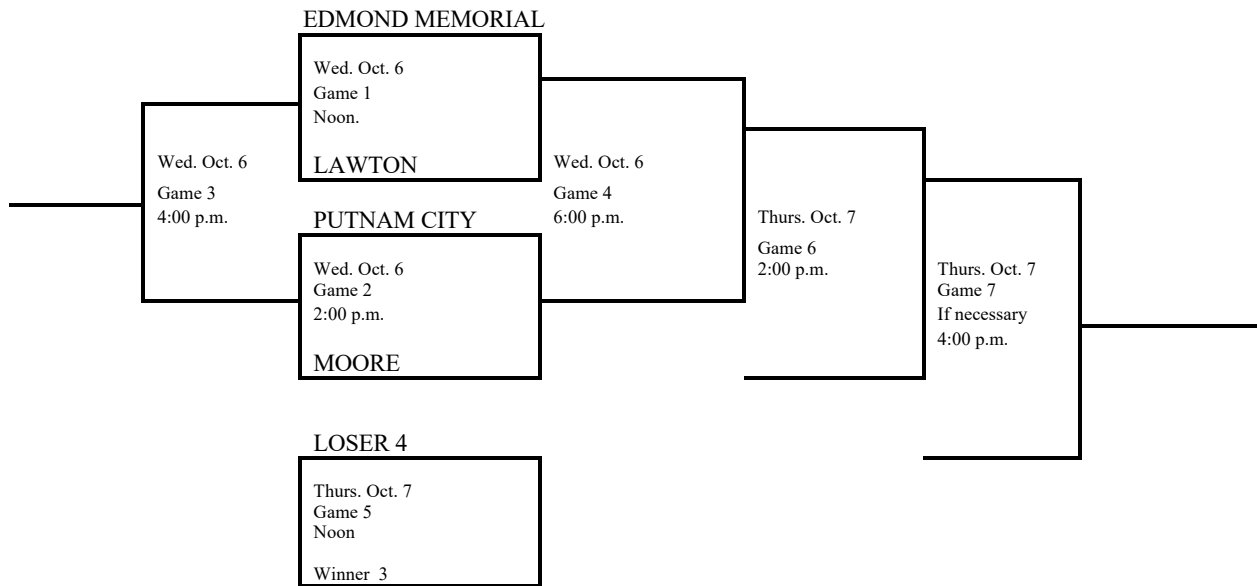 EDMOND MEMORIAL
Wed. Oct. 6
Game 1
Noon.
LAWTON
Wed. Oct. 6
Game 3
4:00 p.m.
Wed. Oct. 6
Game 4
6:00 p.m.
PUTNAM CITY
Wed. Oct. 6
Game 2
2:00 p.m.
MOORE
Thurs. Oct. 7
Game 6
2:00 p.m.
Thurs. Oct. 7
Game 7
If necessary
4:00 p.m.
LOSER 4
Thurs. Oct. 7
Game 5
Noon
Winner 3